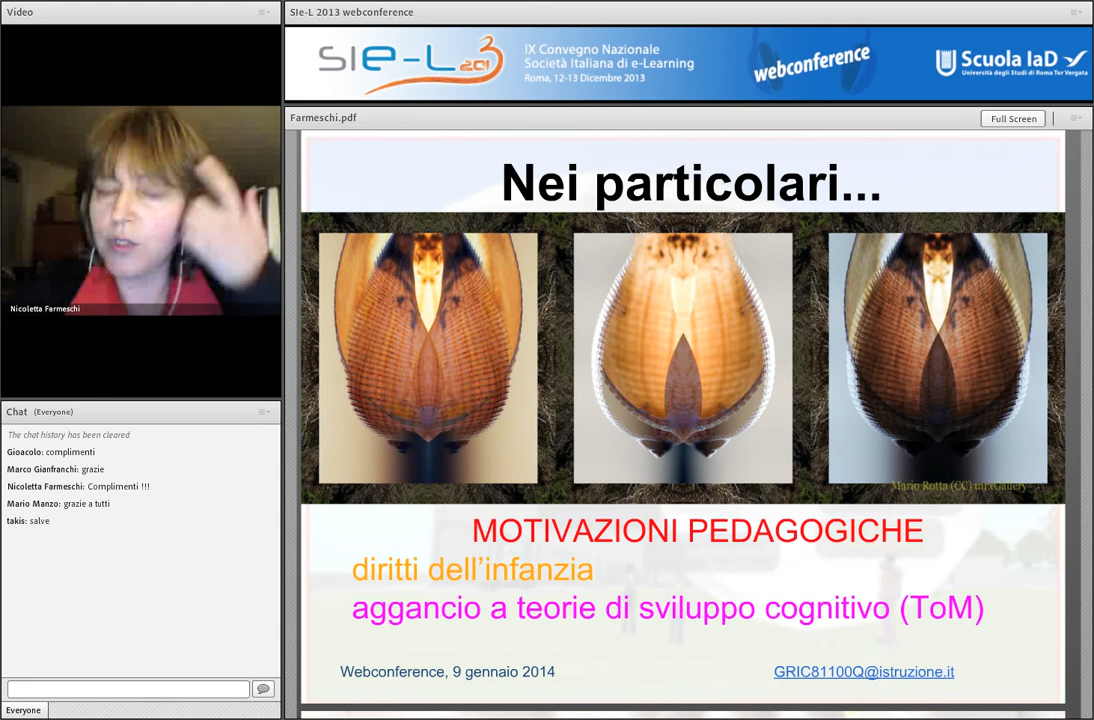 Video
Nicoletta Farmeschi
Chat (Everyone)
The chat history has been cleared
Gioacolo: complimenti
Marco Gianfranchi: grazie
Nicoletta Farmeschi: Complimenti !!!
Mario Manzo: grazie a tutti
takis: salve
Everyone
SIe-L 2013 webconference
SIe-L 2013
IX Convegno Nazionale
Società Italiana di e-Learning
Roma, 12-13 Dicembre 2013
webconference
Scuola IaD
Università degli Studi di Roma Tor Vergata
Farmeschi.pdf
Full Screen
Nei particolari...
Mario Rotta (CC) mrxGallery
MOTIVAZIONI PEDAGOGICHE
diritti dell’infanzia
aggancio a teorie di sviluppo cognitivo (ToM)
Webconference, 9 gennaio 2014
GRIC81100Q@istruzione.it